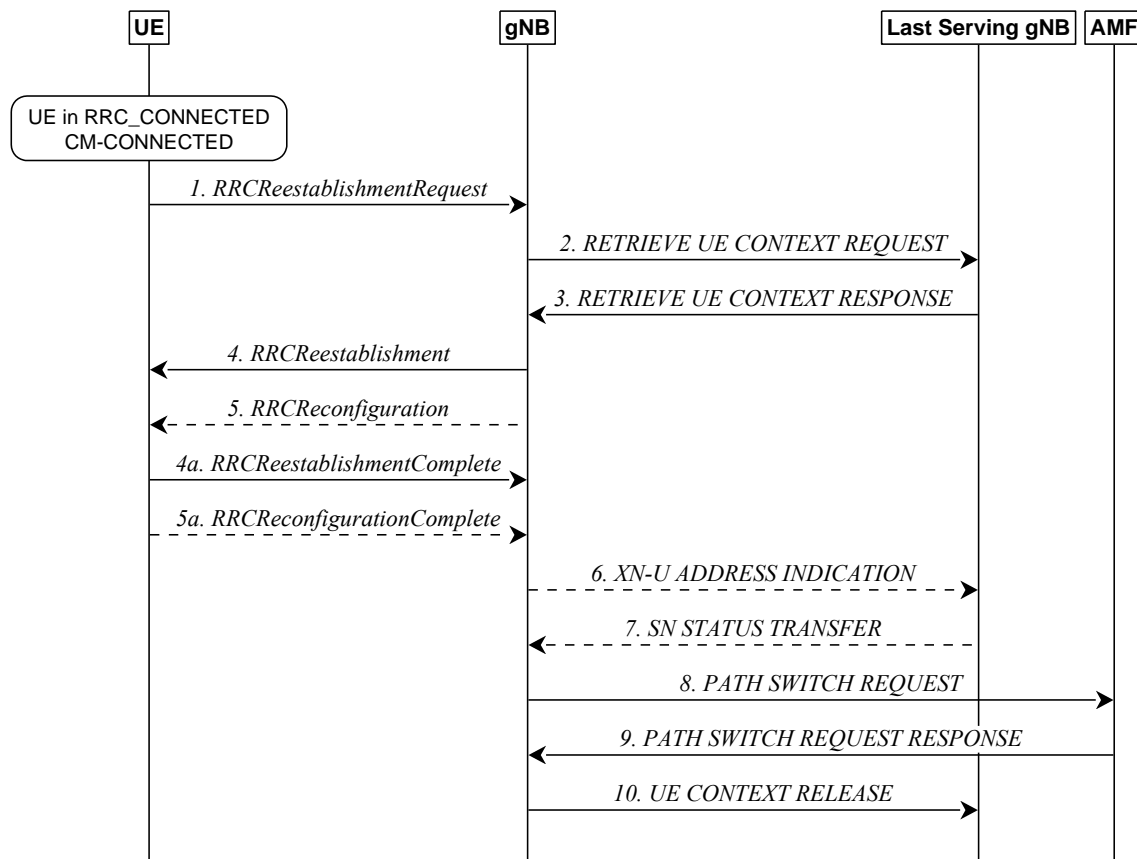 UE
gNB
Last Serving gNB
AMF
UE in RRC_CONNECTED
CM-CONNECTED
1. RRCReestablishmentRequest
2. RETRIEVE UE CONTEXT REQUEST
3. RETRIEVE UE CONTEXT RESPONSE
4. RRCReestablishment
5. RRCReconfiguration
4a. RRCReestablishmentComplete
5a. RRCReconfigurationComplete
6. XN-U ADDRESS INDICATION
7. SN STATUS TRANSFER
8. PATH SWITCH REQUEST
9. PATH SWITCH REQUEST RESPONSE
10. UE CONTEXT RELEASE